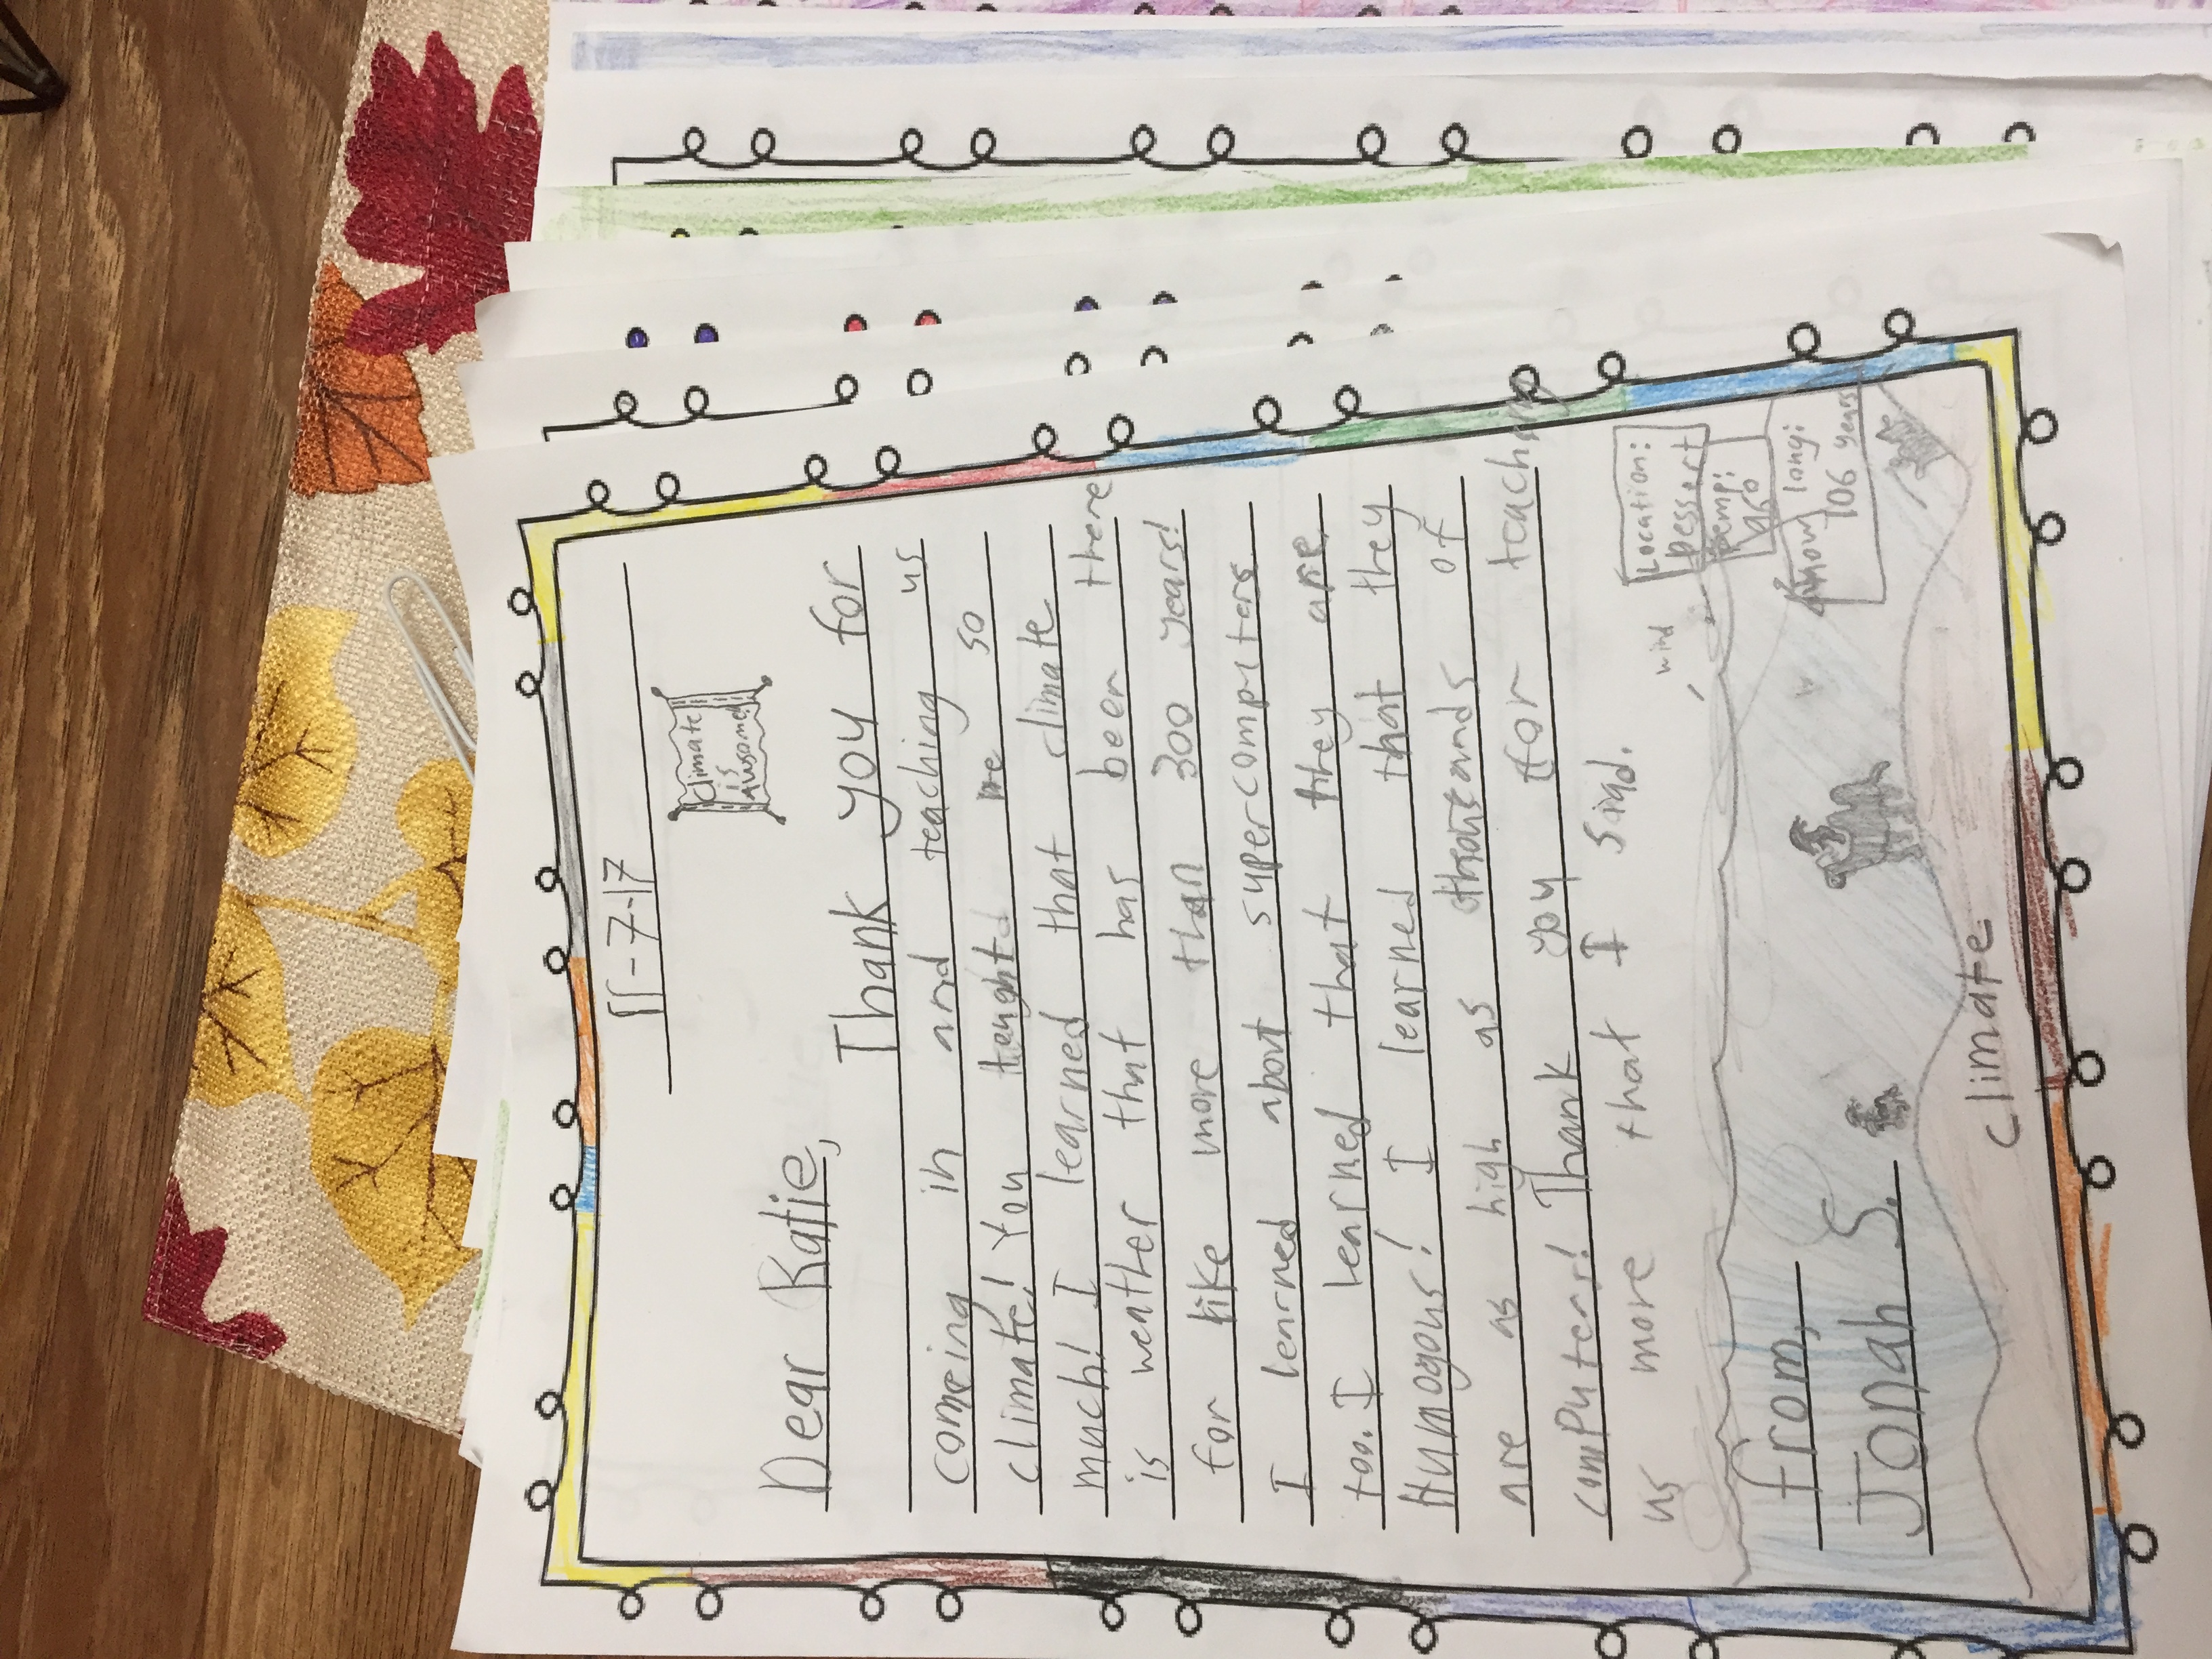 11-7-17
climate
is
Awsome!
Dear Katie,
Thank you for
comeing in and teaching us
climate! You tought me so
much! I learned that climate
is weather that has been there
for like more than 300 years!
I learned about supercomputers
too. I learned that they are
Humogous! I learned that they
are as high as thousands of
computers! Thank you for teaching
us more that I siad.
wind
Location:
Dessert
Temp:
96°
How long:
106 years
from,
Jonah S.
climate